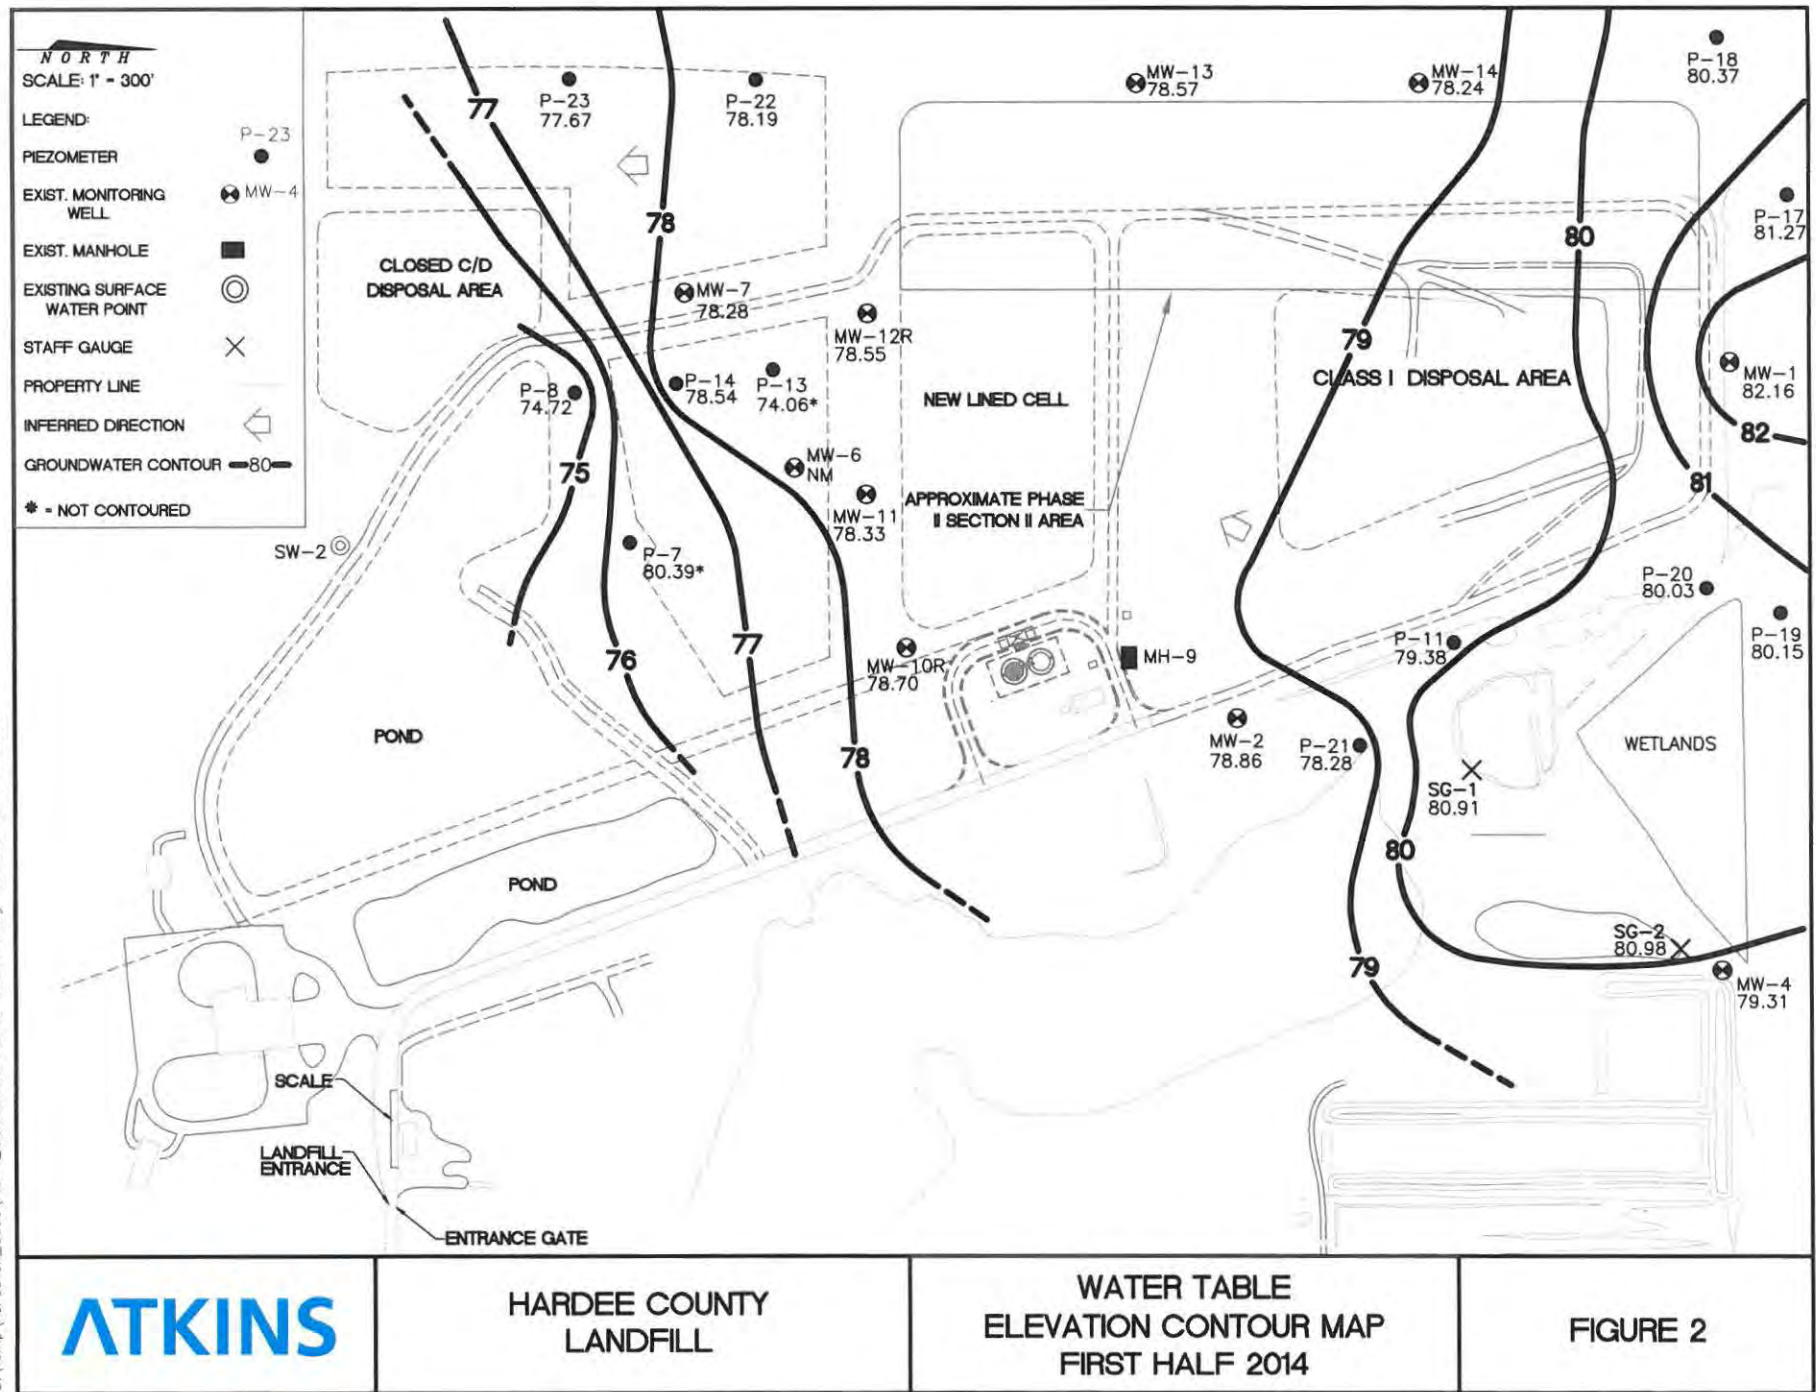 NORTH
SCALE: 1" = 300'
LEGEND:
P-23
PIEZOMETER
EXIST. MONITORING
WELL
MW-4
EXIST. MANHOLE
EXISTING SURFACE
WATER POINT
STAFF GAUGE
PROPERTY LINE
INFERRED DIRECTION
GROUNDWATER CONTOUR
80
* = NOT CONTOURED
77
P-23
77.67
P-22
78.19
MW-13
78.57
MW-14
78.24
P-18
80.37
78
80
P-17
81.27
CLOSED C/D
DISPOSAL AREA
MW-7
78.28
MW-12R
78.55
79
CLASS I DISPOSAL AREA
MW-1
82.16
82
P-8
74.72
P-14
78.54
P-13
74.06*
NEW LINED CELL
75
MW-6
NM
MW-11
78.33
APPROXIMATE PHASE
II SECTION II AREA
81
SW-2
P-7
80.39*
P-20
80.03
P-19
80.15
76
77
MW-10R
78.70
MH-9
P-11
79.38
POND
78
MW-2
78.86
P-21
78.28
SG-1
80.91
WETLANDS
80
POND
79
SG-2
80.98
MW-4
79.31
SCALE
LANDFILL
ENTRANCE
ENTRANCE GATE
ATKINS
HARDEE COUNTY
LANDFILL
WATER TABLE
ELEVATION CONTOUR MAP
FIRST HALF 2014
FIGURE 2